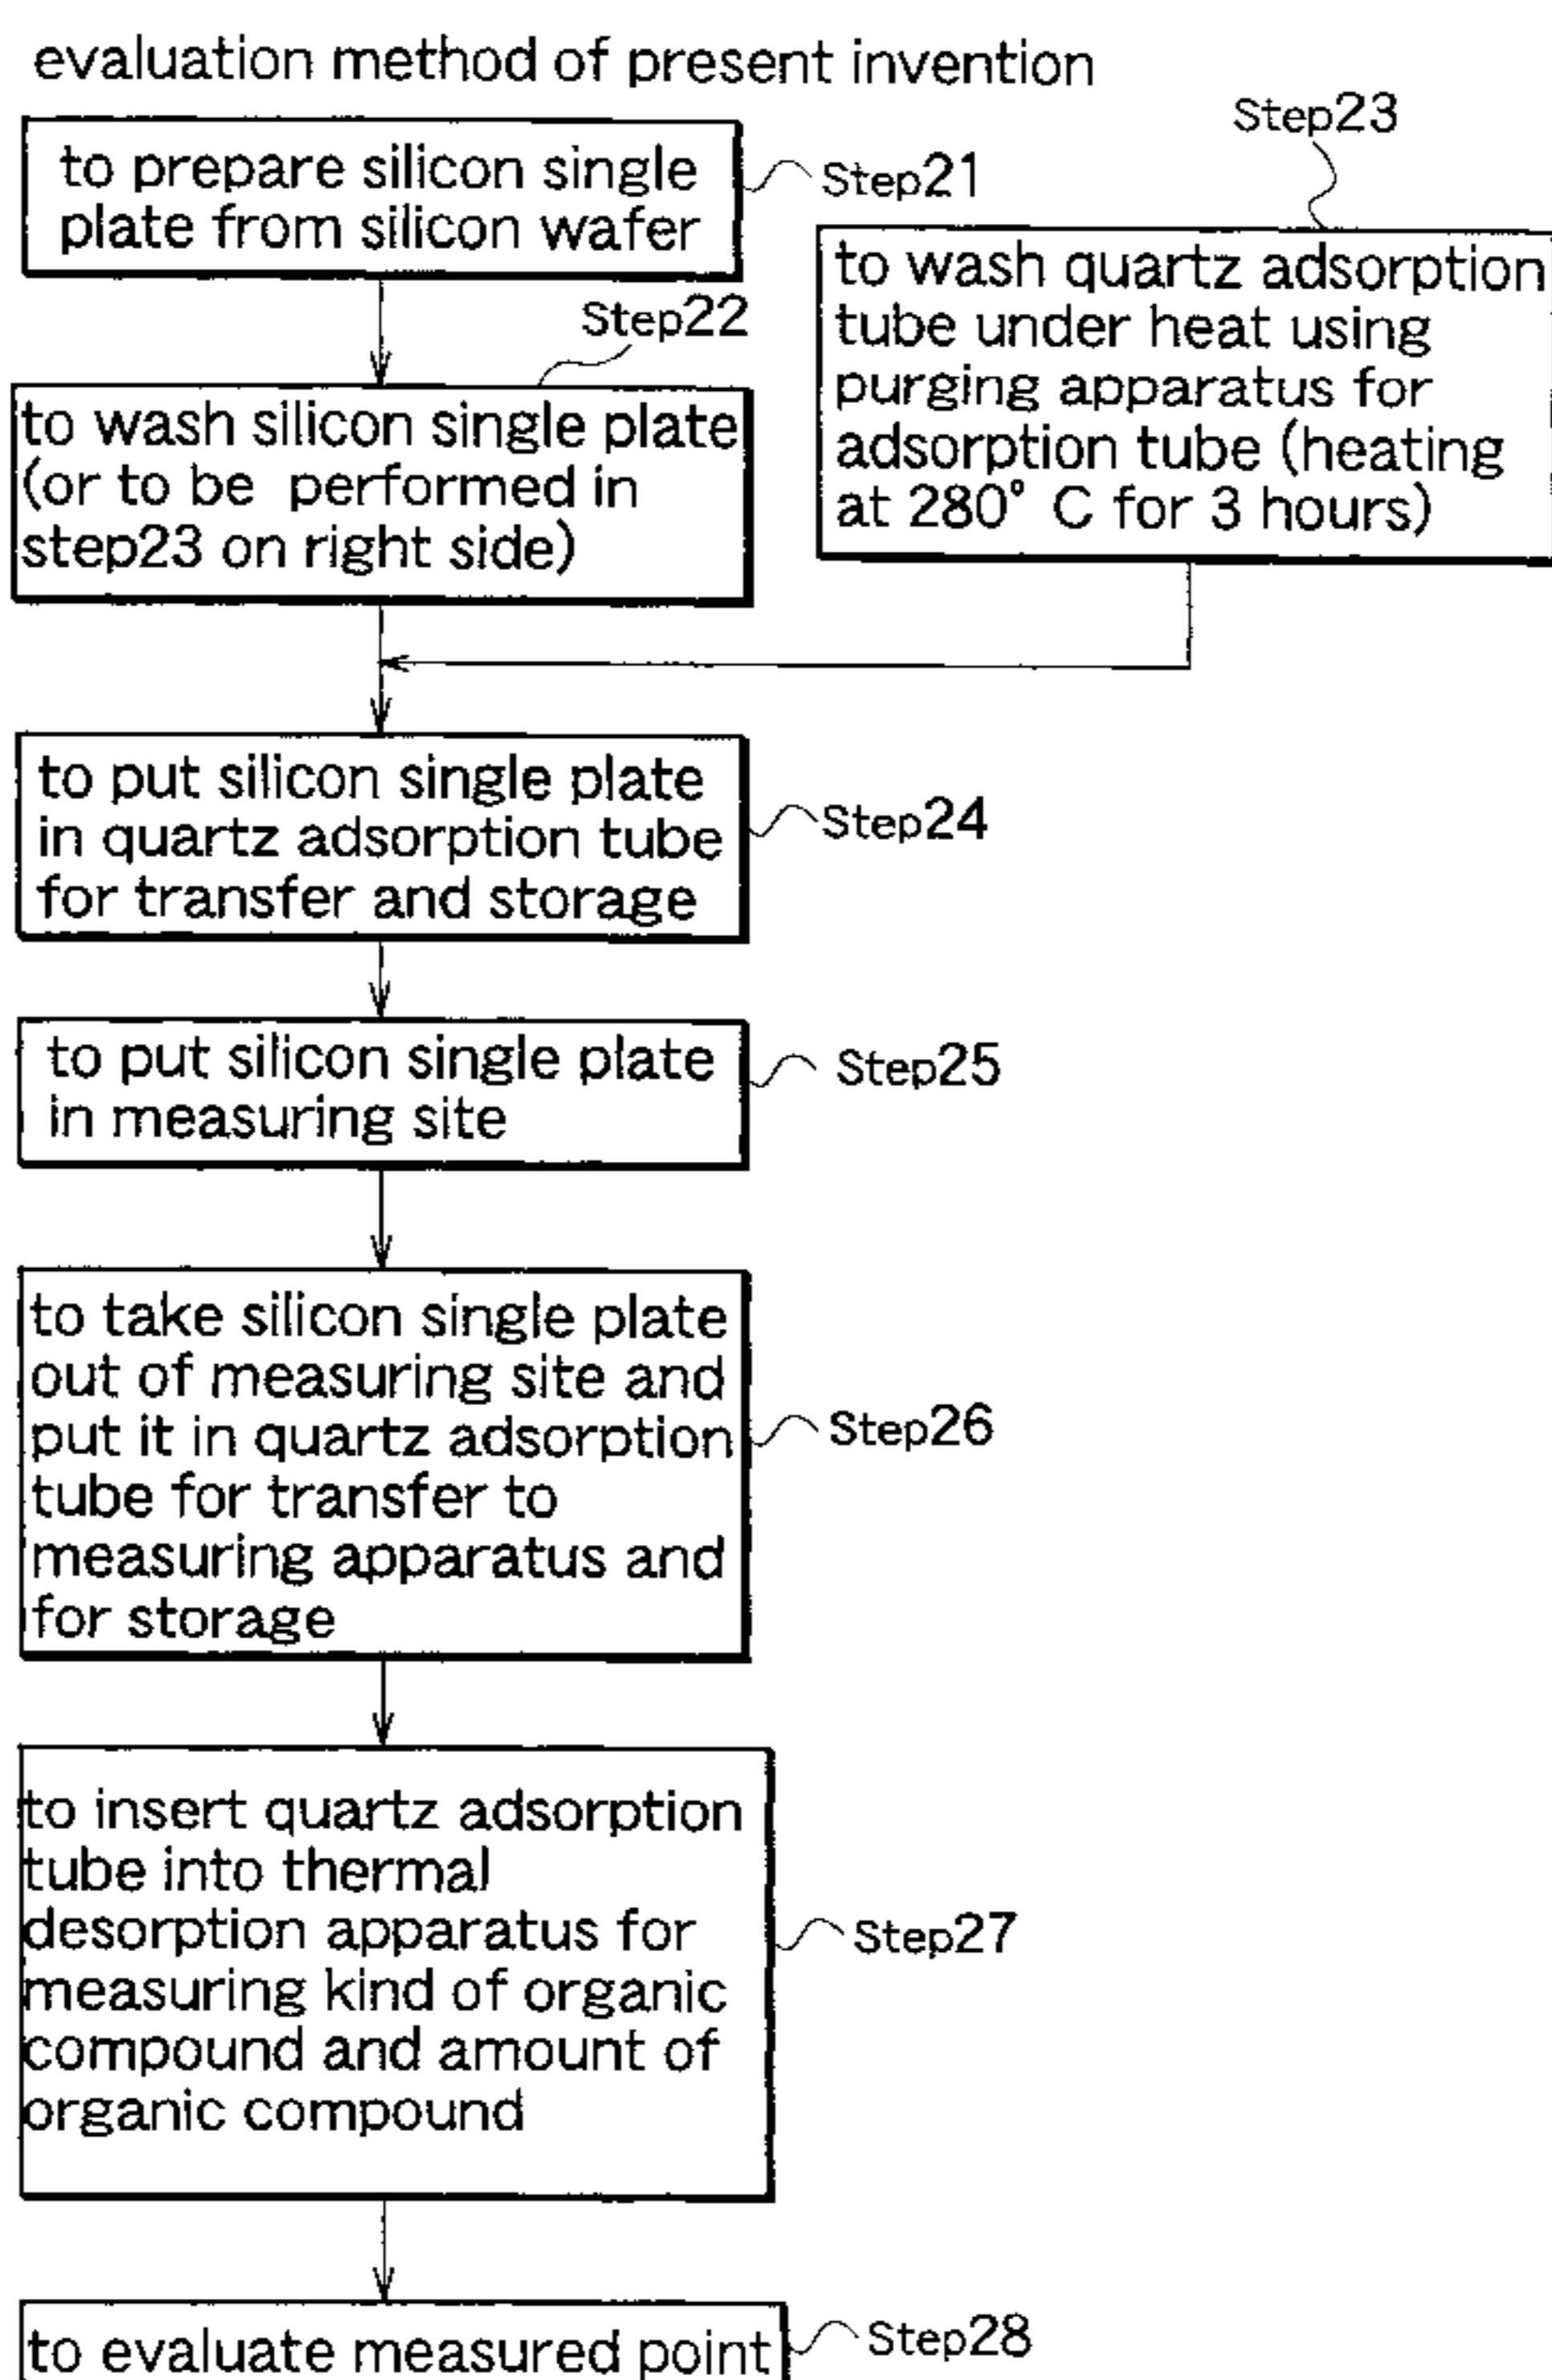 evaluation method of present invention
to prepare silicon single
plate from silicon wafer
Step21
Step22
to wash silicon single plate
(or to be performed in
step23 on right side)
Step23
to wash quartz adsorption
tube under heat using
purging apparatus for
adsorption tube (heating
at 280° C for 3 hours)
to put silicon single plate
in quartz adsorption tube
for transfer and storage
Step24
to put silicon single plate
in measuring site
Step25
to take silicon single plate
out of measuring site and
put it in quartz adsorption
tube for transfer to
measuring apparatus and
for storage
Step26
to insert quartz adsorption
tube into thermal
desorption apparatus for
measuring kind of organic
compound and amount of
organic compound
Step27
to evaluate measured point
Step28